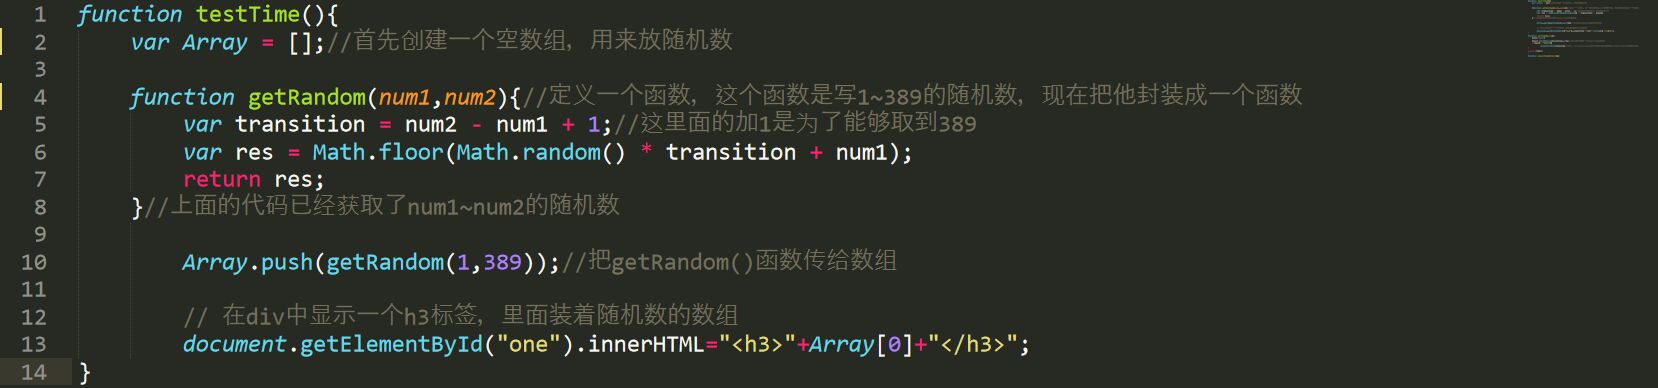 1 function testTime(){
2 var Array = [];//首先创建一个空数组，用来放随机数
3
4 function getRandom(num1,num2){//定义一个函数，这个函数是写1~389的随机数，现在把他封装成一个函数
5 var transition = num2 - num1 + 1;//这里面的加1是为了能够取到389
6 var res = Math.floor(Math.random() * transition + num1);
7 return res;
8 }//上面的代码已经获取了num1~num2的随机数
9
10 Array.push(getRandom(1,389));//把getRandom()函数传给数组
11
12 // 在div中显示一个h3标签，里面装着随机数的数组
13 document.getElementById("one").innerHTML="<h3>"+Array[0]+"</h3>";
14 }